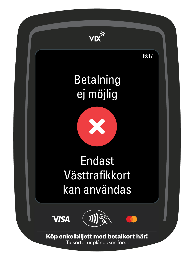 vix
Betalning
ej möjlig
Endast
Västtrafikkort
kan användas
VISA
Köp enkelbiljett med betalkort här!